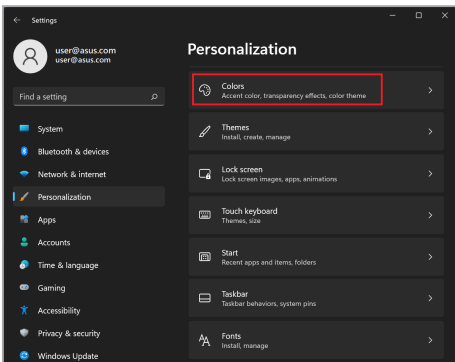 Settings
user@asus.com
user@asus.com
Find a setting
System
Bluetooth & devices
Network & internet
Personalization
Apps
Accounts
Time & language
Gaming
Accessibility
Privacy & security
Windows Update
Personalization
Colors
Accent color, transparency effects, color theme
Themes
Install, create, manage
Lock screen
Lock screen images, apps, animations
Touch keyboard
Themes, size
Start
Recent apps and items, folders
Taskbar
Taskbar behaviors, system pins
Fonts
Install, manage